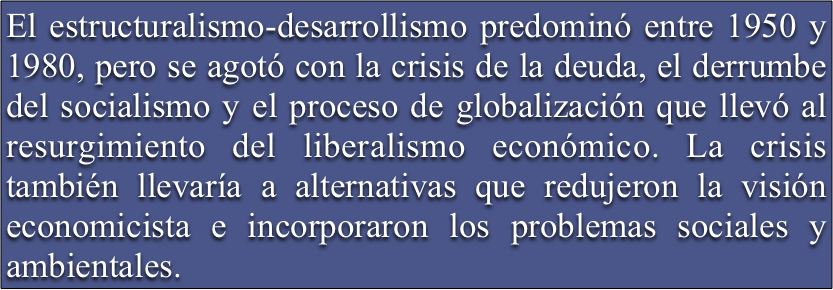 El estructuralismo-desarrollismo predominó entre 1950 y
1980, pero se agotó con la crisis de la deuda, el derrumbe
del socialismo y el proceso de globalización que llevó al
resurgimiento del liberalismo económico. La crisis
también llevaría a alternativas que redujeron la visión
economicista e incorporaron los problemas sociales y
ambientales.